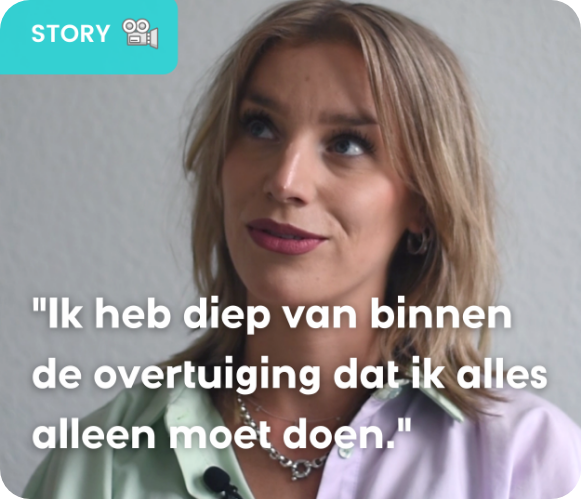 STORY
"Ik heb diep van binnen
de overtuiging dat ik alles
alleen moet doen."